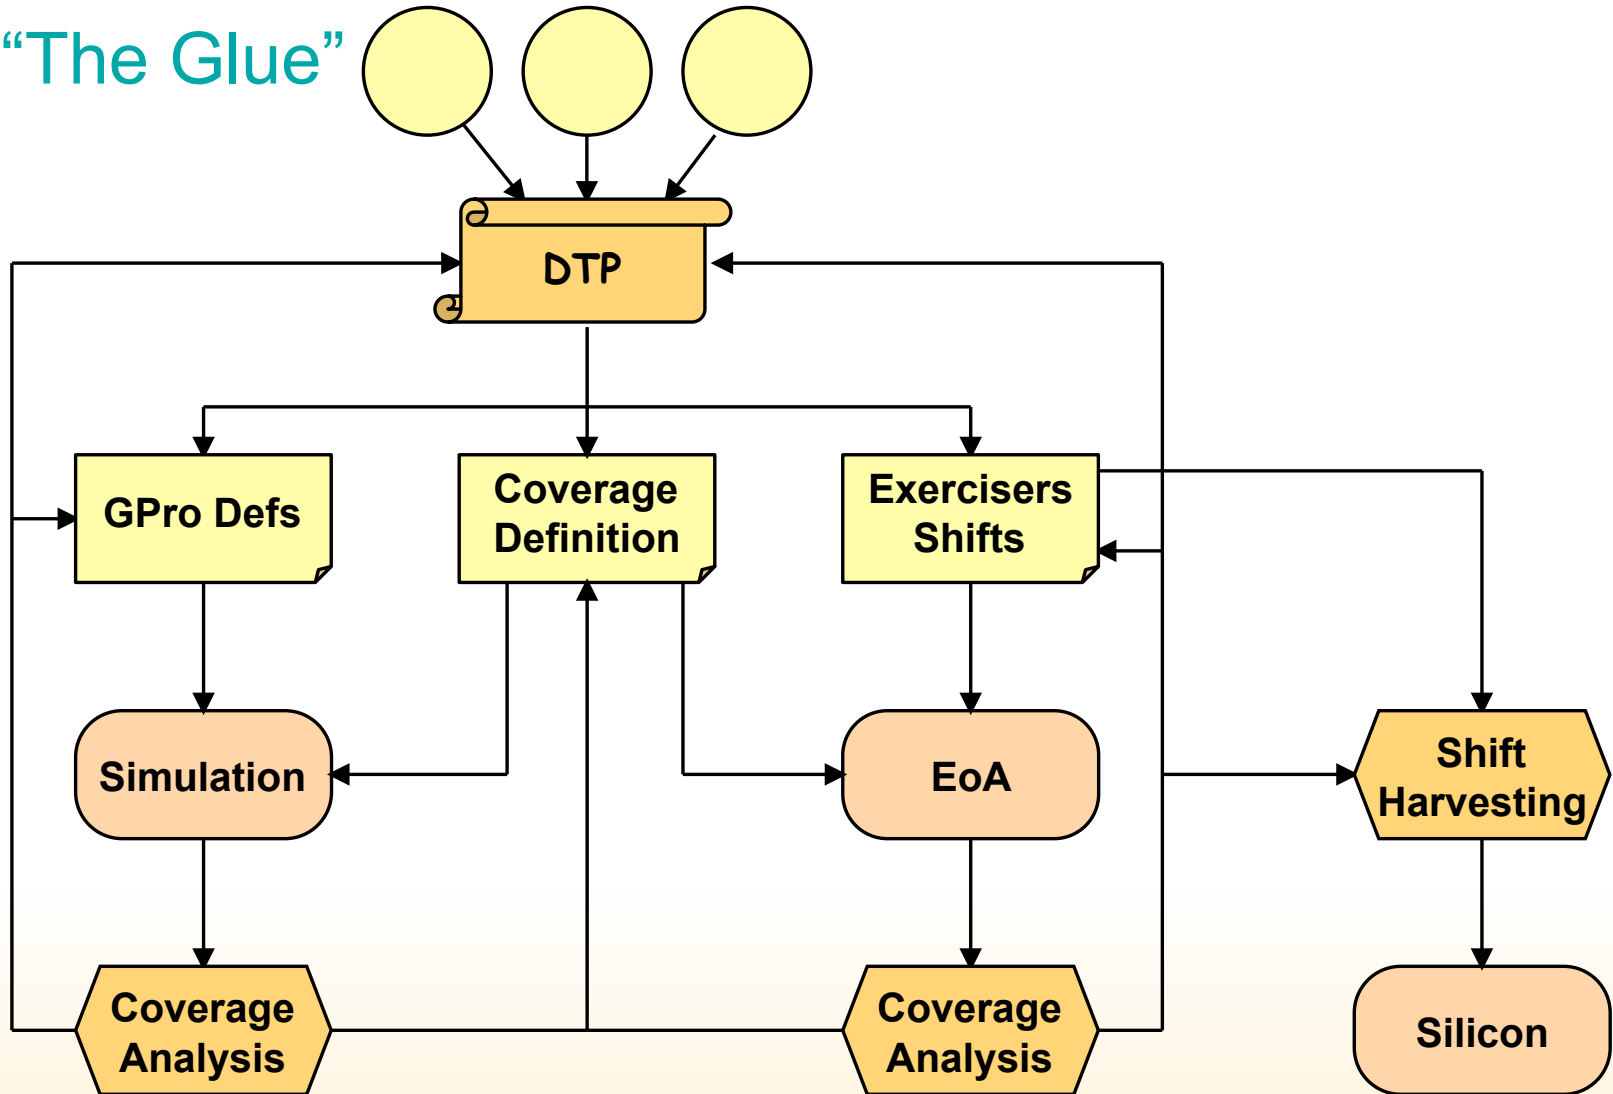 “The Glue”
DTP
GPro Defs
Coverage
Definition
Exercisers
Shifts
Simulation
EoA
Shift
Harvesting
Coverage
Analysis
Coverage
Analysis
Silicon